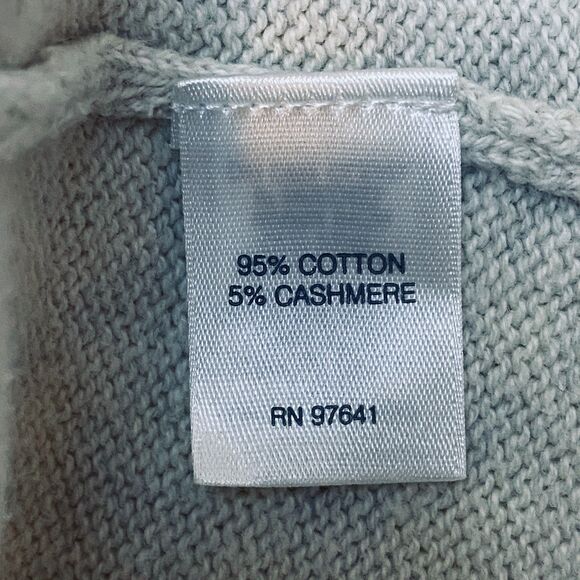 95% COTTON
5% CASHMERE
RN 97641